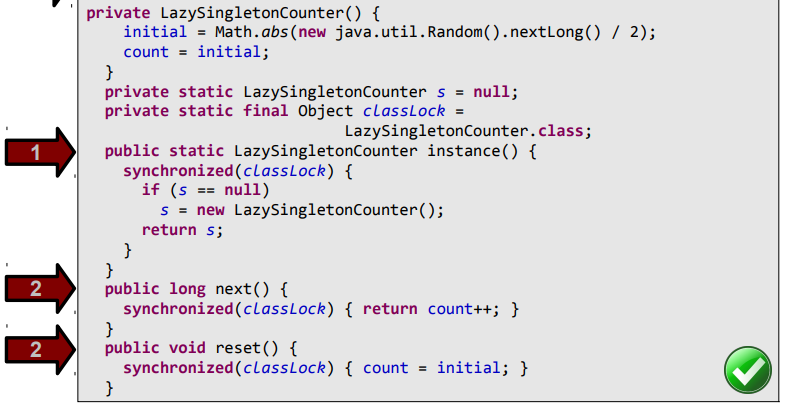 private LazySingletonCounter() {
initial = Math.abs(new java.util.Random().nextLong() / 2);
count = initial;
}
private static LazySingletonCounter s = null;
private static final Object classLock =
LazySingletonCounter.class;
1 public static LazySingletonCounter instance() {
synchronized(classLock) {
if (s == null)
s = new LazySingletonCounter();
return s;
}
}
2 public long next() {
synchronized(classLock) { return count++; }
}
2 public void reset() {
synchronized(classLock) { count = initial; }
}